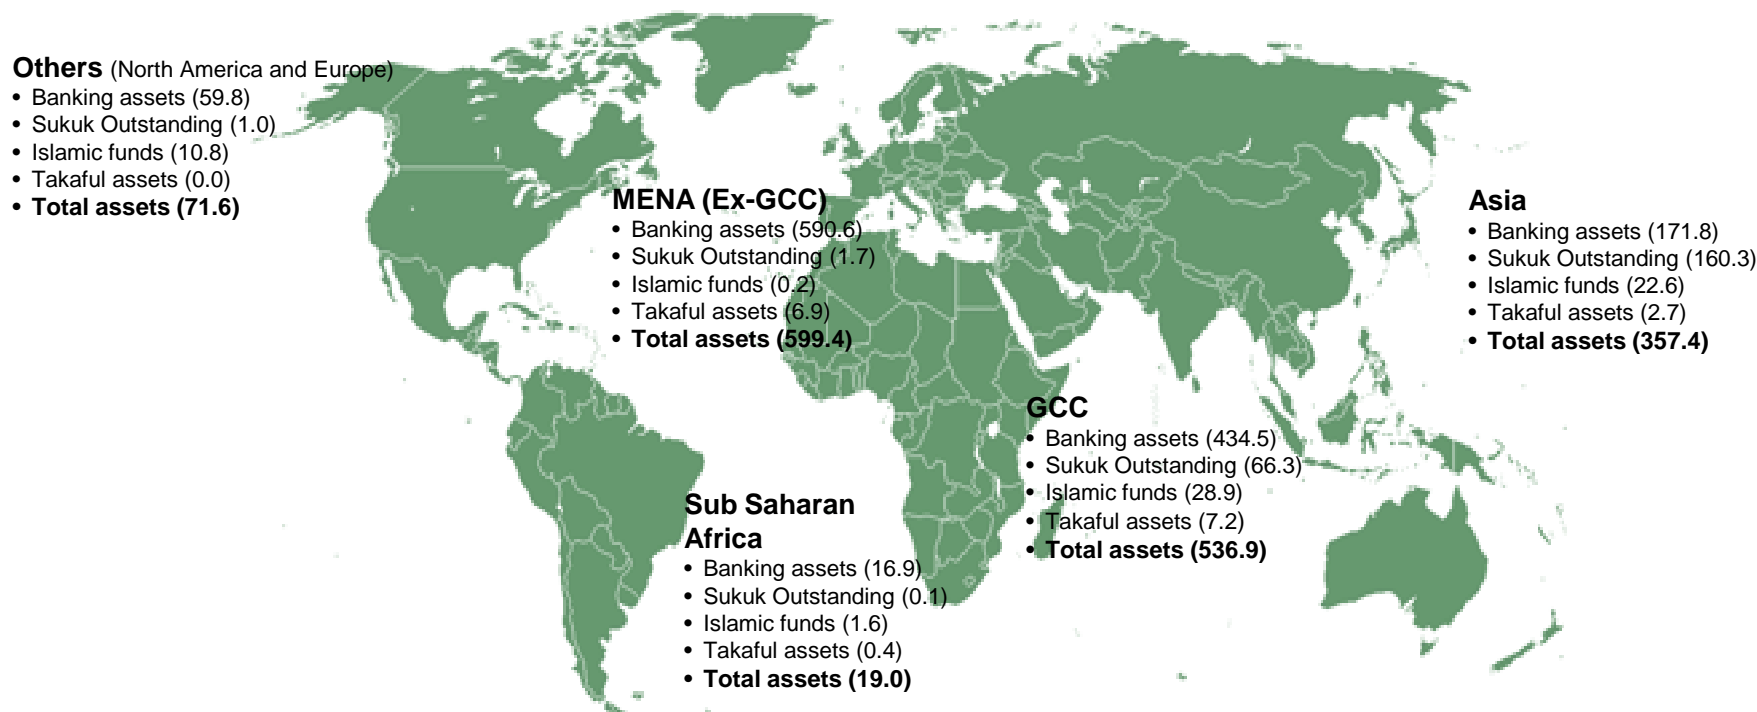 Others (North America and Europe)
• Banking assets (59.8)
• Sukuk Outstanding (1.0)
• Islamic funds (10.8)
• Takaful assets (0.0)
• Total assets (71.6)
MENA (Ex-GCC)
• Banking assets (590.6)
• Sukuk Outstanding (1.7)
• Islamic funds (0.2)
• Takaful assets (6.9)
• Total assets (599.4)
Asia
• Banking assets (171.8)
• Sukuk Outstanding (160.3)
• Islamic funds (22.6)
• Takaful assets (2.7)
• Total assets (357.4)
GCC
• Banking assets (434.5)
• Sukuk Outstanding (66.3)
• Islamic funds (28.9)
• Takaful assets (7.2)
• Total assets (536.9)
Sub Saharan
Africa
• Banking assets (16.9)
• Sukuk Outstanding (0.1)
• Islamic funds (1.6)
• Takaful assets (0.4)
• Total assets (19.0)